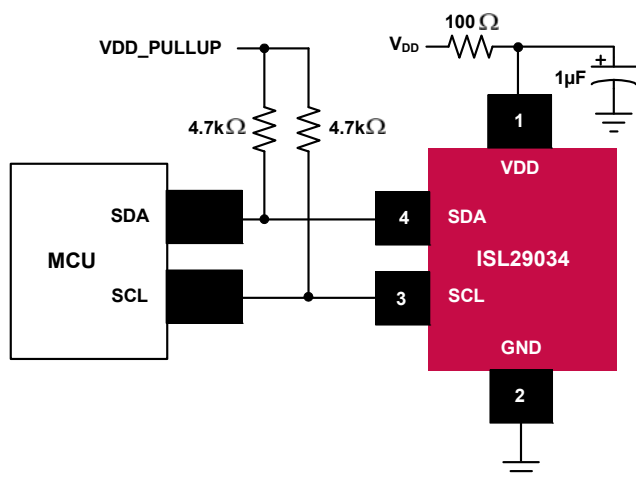 100 Ω
VDD_PULLUP
VDD
+
1µF
4.7kΩ
4.7kΩ
1
VDD
SDA
4
SDA
MCU
ISL29034
SCL
3
SCL
GND
2